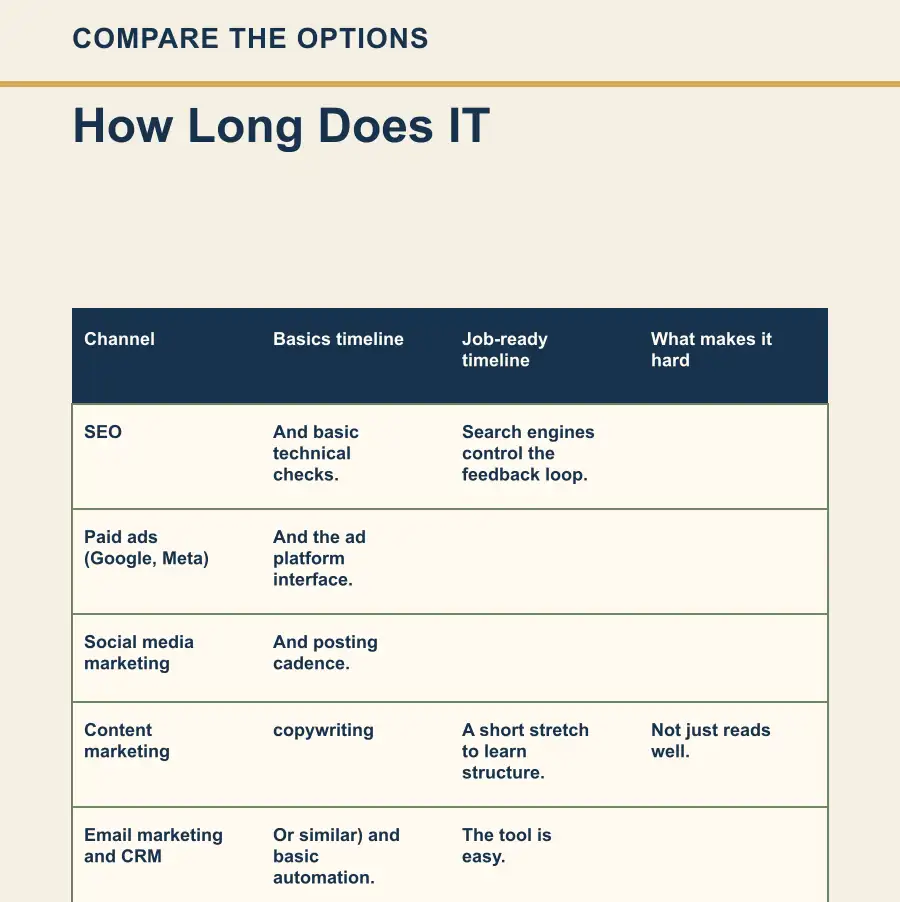 COMPARE THE OPTIONS
How Long Does IT
Channel
Basics timeline
Job-ready
timeline
What makes it
hard
SEO
And basic
technical
checks.
Search engines
control the
feedback loop.
Paid ads
(Google, Meta)
And the ad
platform
interface.
Social media
marketing
And posting
cadence.
Content
marketing
copywriting
A short stretch
to learn
structure.
Not just reads
well.
Email marketing
and CRM
Or similar) and
basic
automation.
The tool is
easy.